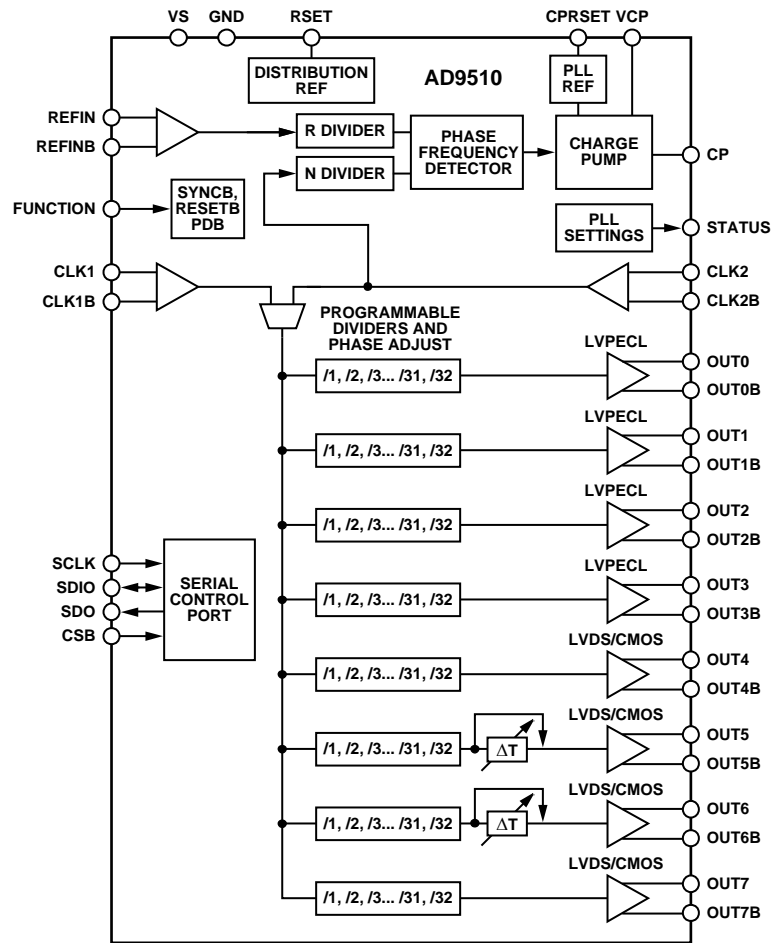 VS GND RSET CPRSET VCP
DISTRIBUTION
REF
AD9510
PLL
REF
REFIN
REFINB
R DIVIDER
N DIVIDER
PHASE
FREQUENCY
DETECTOR
CHARGE
PUMP
CP
FUNCTION
SYNCB,
RESETB
PDB
PLL
SETTINGS
STATUS
CLK1
CLK1B
CLK2
CLK2B
PROGRAMMABLE
DIVIDERS AND
PHASE ADJUST
LVPECL
/1, /2, /3... /31, /32
OUT0
OUT0B
LVPECL
/1, /2, /3... /31, /32
OUT1
OUT1B
LVPECL
/1, /2, /3... /31, /32
OUT2
OUT2B
SCLK
SDIO
SDO
CSB
SERIAL
CONTROL
PORT
LVPECL
/1, /2, /3... /31, /32
OUT3
OUT3B
LVDS/CMOS
/1, /2, /3... /31, /32
OUT4
OUT4B
LVDS/CMOS
/1, /2, /3... /31, /32
ΔT
OUT5
OUT5B
LVDS/CMOS
/1, /2, /3... /31, /32
ΔT
OUT6
OUT6B
LVDS/CMOS
/1, /2, /3... /31, /32
OUT7
OUT7B